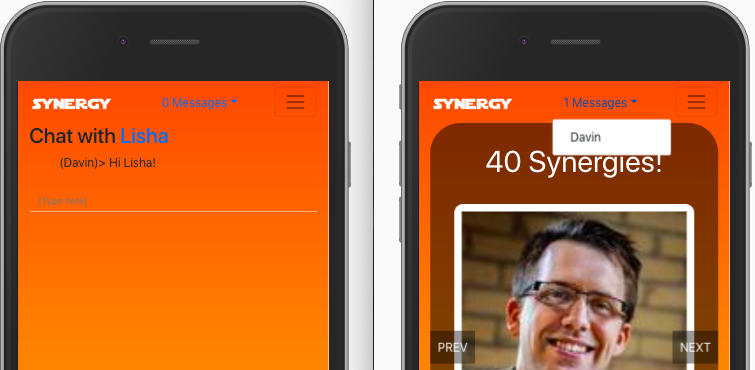 SYNERGY
0 Messages
Chat with Lisha
(Davin)> Hi Lisha!
(Type here)
SYNERGY
1 Messages
Davin
40 Synergies!
PREV
NEXT